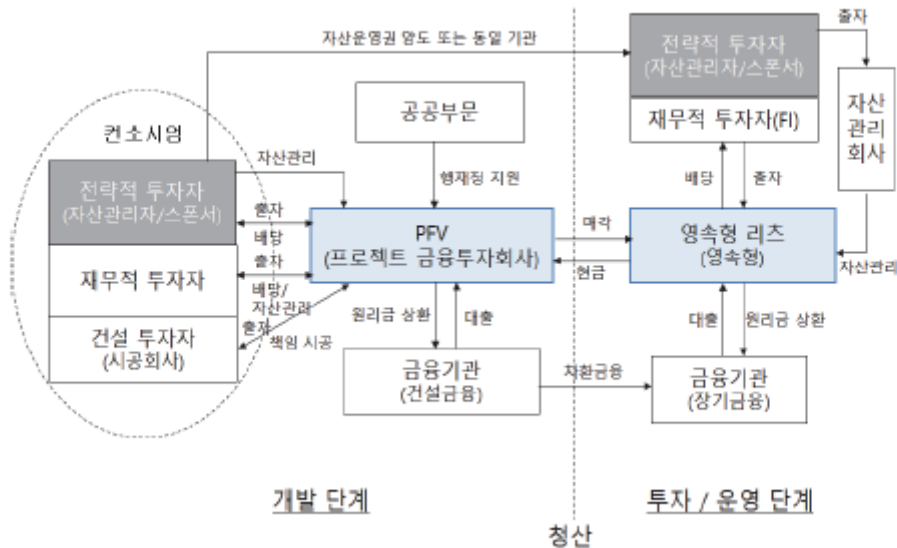 자산운영권 양도 또는 동일 기관
전략적 투자자
(자산관리자/스폰서)
출자
재무적 투자자(FI)
자산
관리
회사
공공부문
컨소시엄
자산관리
행재정 지원
배당
출자
전략적 투자자
(자산관리자/스폰서)
출자
배당
PFV
(프로젝트 금융투자회사)
매각
현금
영속형 리츠
(영속형)
자산관리
재무적 투자자
출자
배당/
자산관리
출자
책임 시공
건설 투자자
(시공회사)
원리금 상환
대출
대출
원리금 상환
금융기관
(건설금융)
차환금융
금융기관
(장기금융)
개발 단계
투자 / 운영 단계
청산